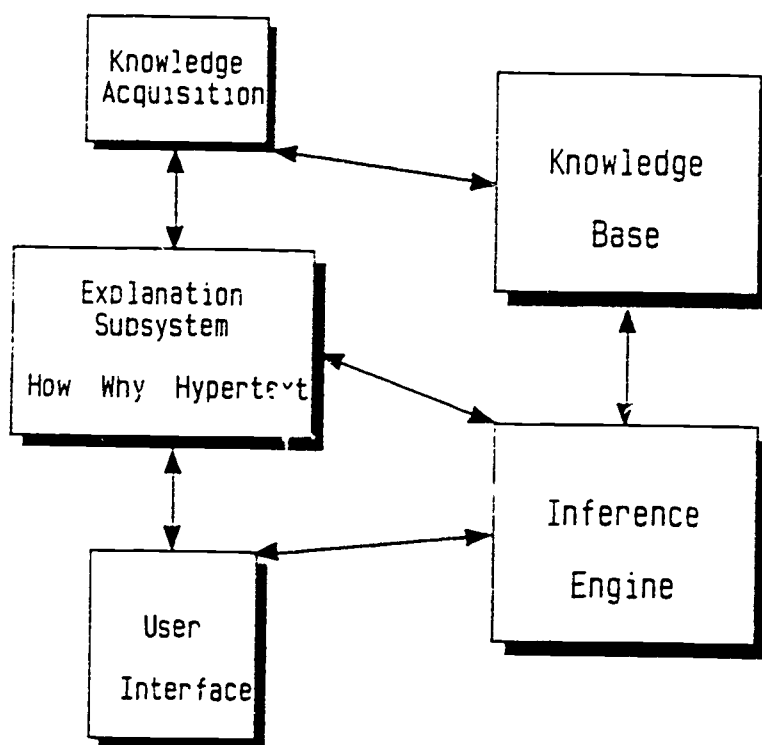 Knowledge
Acquisition
Knowledge
Base
Explanation
Subsystem
How Why Hypertext
Inference
Engine
User
Interface